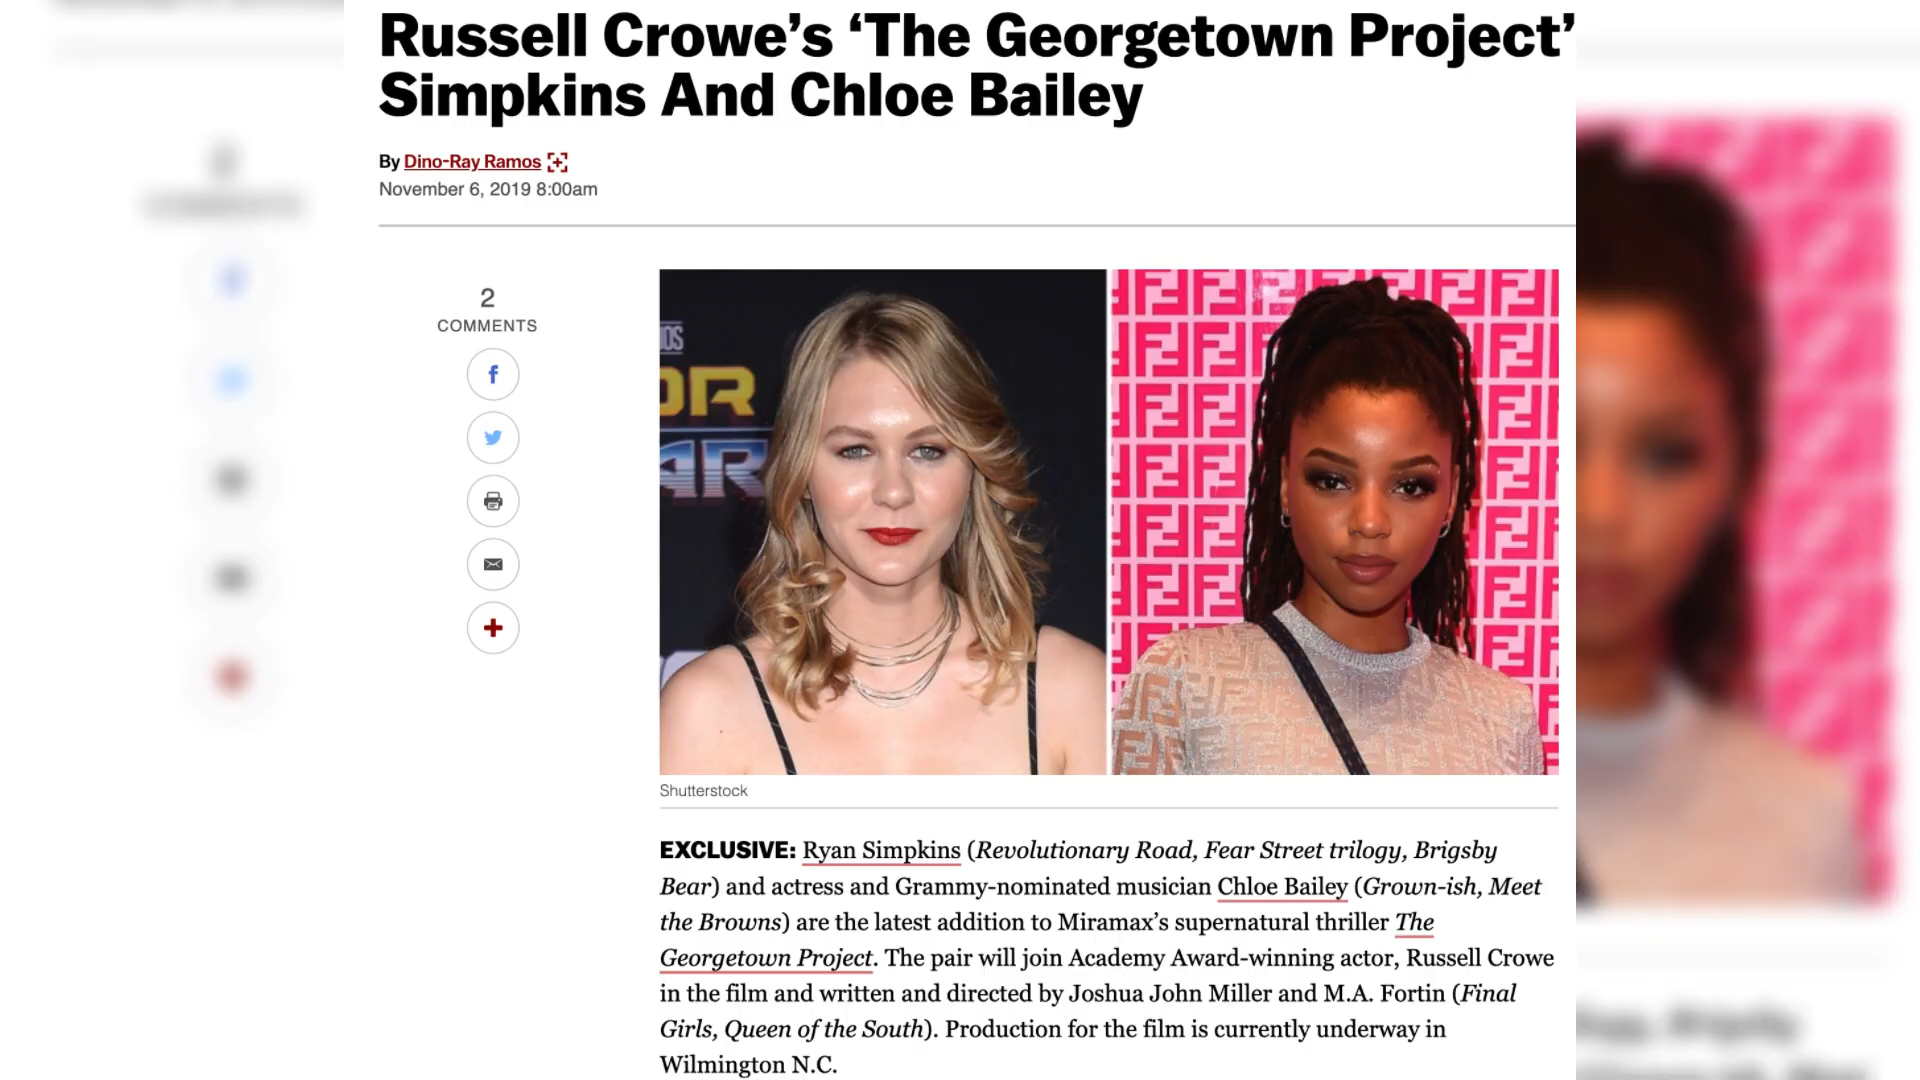 Russell Crowe’s ‘The Georgetown Project’
Simpkins And Chloe Bailey
By Dino-Ray Ramos
November 6, 2019 8:00am
2
COMMENTS
OR
AR
Shutterstock
EXCLUSIVE: Ryan Simpkins (Revolutionary Road, Fear Street trilogy, Brigsby
Bear) and actress and Grammy-nominated musician Chloe Bailey (Grown-ish, Meet
the Browns) are the latest addition to Miramax’s supernatural thriller The
Georgetown Project. The pair will join Academy Award-winning actor, Russell Crowe
in the film and written and directed by Joshua John Miller and M.A. Fortin (Final
Girls, Queen of the South). Production for the film is currently underway in
Wilmington N.C.